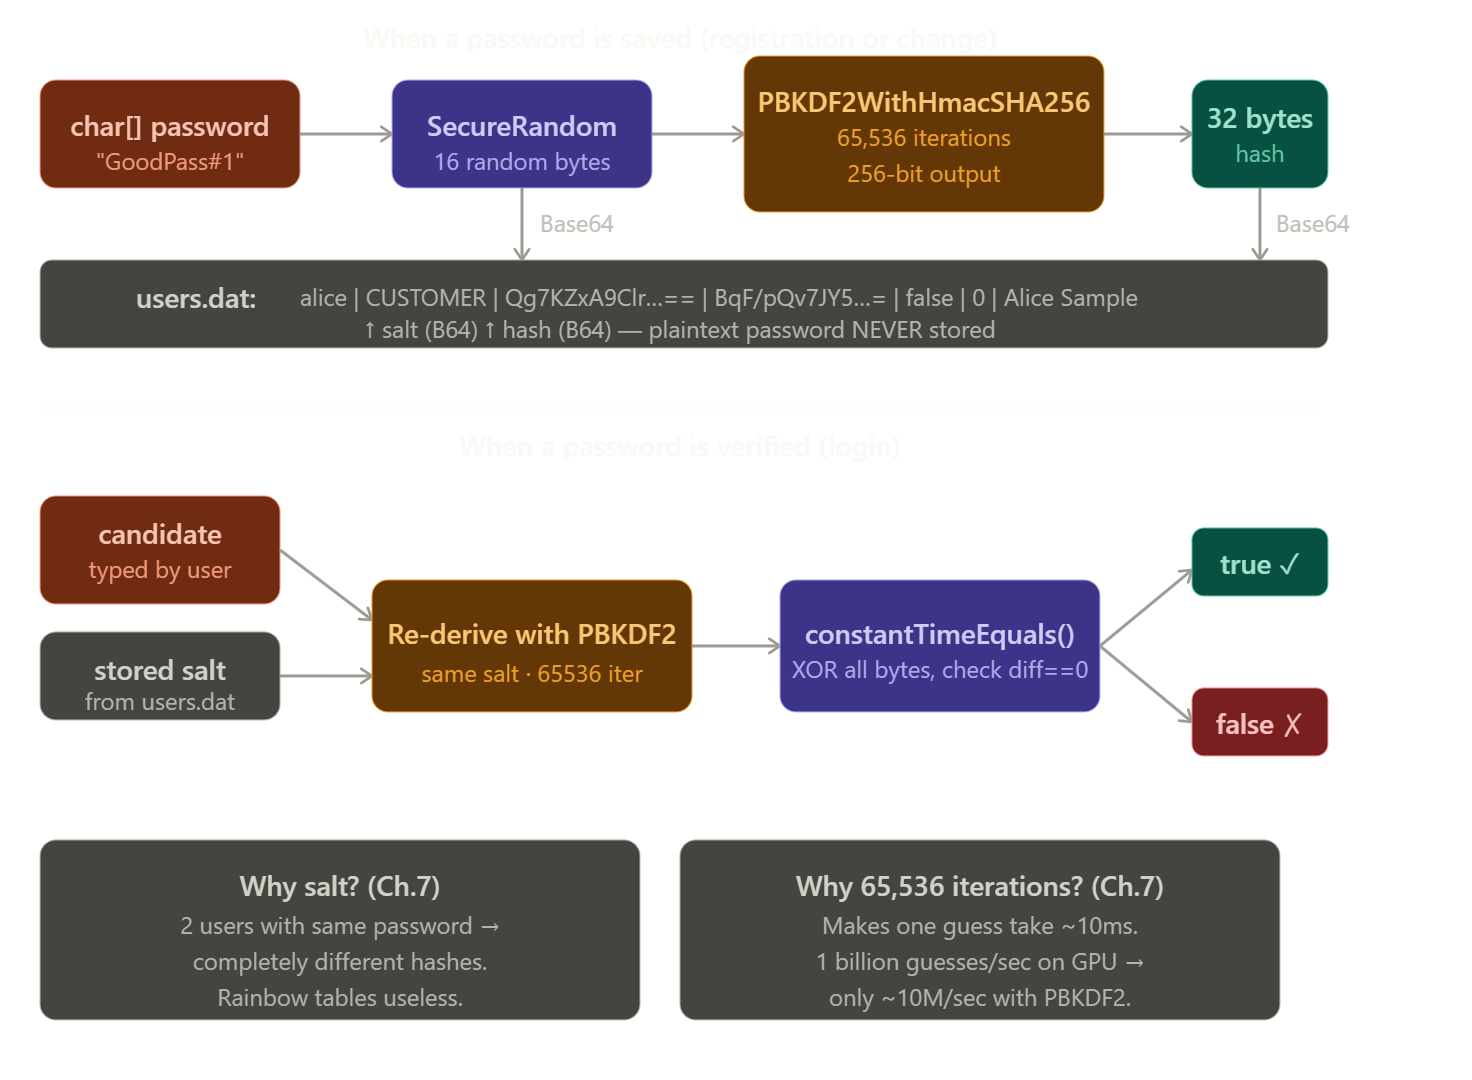 When a password is saved (registration or change)
char[] password
"GoodPass#1"
SecureRandom
16 random bytes
PBKDF2WithHmacSHA256
65,536 iterations
256-bit output
32 bytes
hash
Base64
Base64
users.dat:
alice | CUSTOMER | Qg7KZxA9Clr...== | BqF/pQv7JY5...= | false | 0 | Alice Sample
↑ salt (B64) ↑ hash (B64) — plaintext password NEVER stored
When a password is verified (login)
candidate
typed by user
stored salt
from users.dat
Re-derive with PBKDF2
same salt · 65536 iter
constantTimeEquals()
XOR all bytes, check diff==0
true ✓
false ✗
Why salt? (Ch.7)
2 users with same password →
completely different hashes.
Rainbow tables useless.
Why 65,536 iterations? (Ch.7)
Makes one guess take ~10ms.
1 billion guesses/sec on GPU →
only ~10M/sec with PBKDF2.